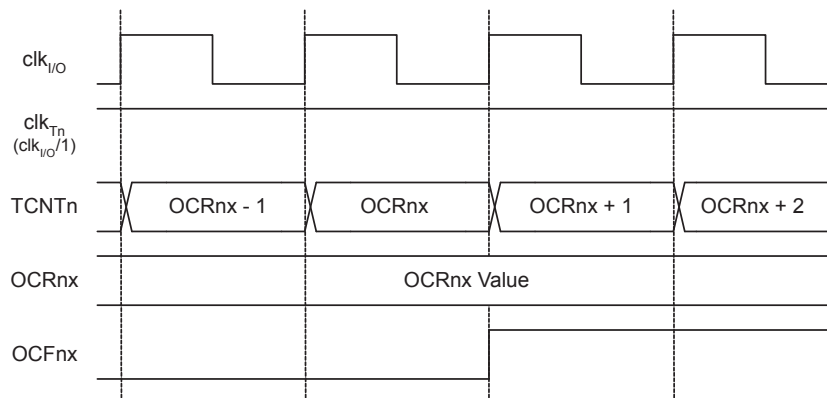 clkI/O
clkTn
(clkI/O/1)
TCNTn OCRnx - 1 OCRnx OCRnx + 1 OCRnx + 2
OCRnx OCRnx Value
OCFnx